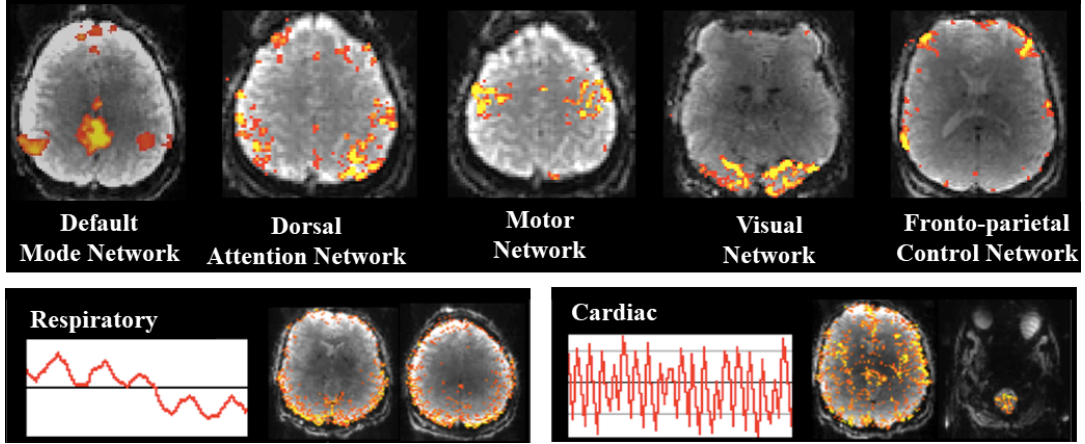 Default
Mode Network
Dorsal
Attention Network
Motor
Network
Visual
Network
Fronto-parietal
Control Network
Respiratory
Cardiac